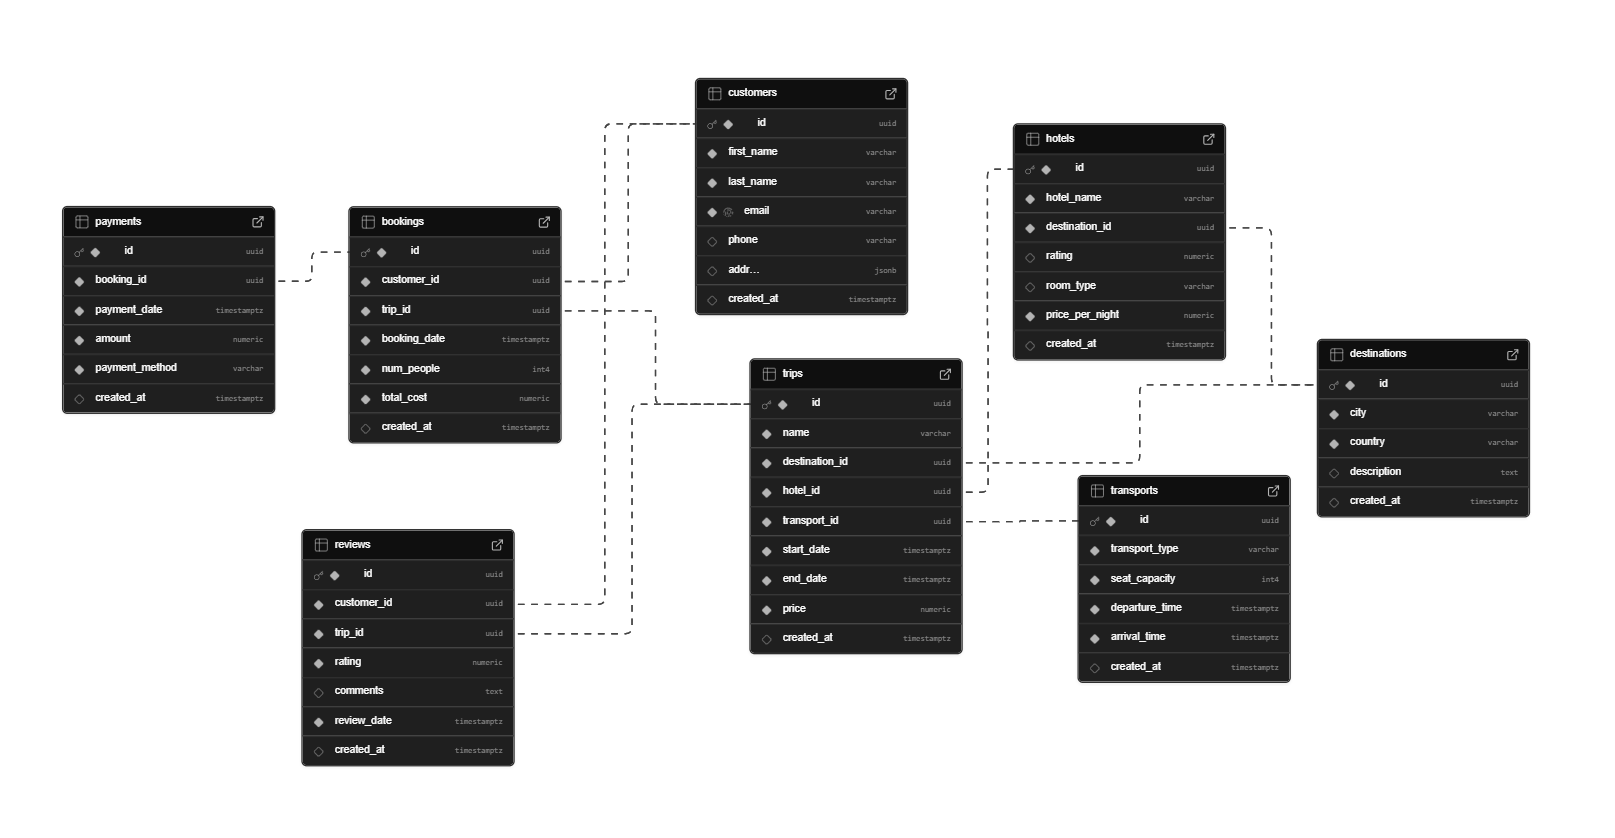 customers
id uuid
first_name varchar
last_name varchar
email varchar
phone varchar
addr... jsonb
created_at timestamptz
hotels
id uuid
hotel_name varchar
destination_id uuid
rating numeric
room_type varchar
price_per_night numeric
created_at timestamptz
payments
id uuid
booking_id uuid
payment_date timestamptz
amount numeric
payment_method varchar
created_at timestamptz
bookings
id uuid
customer_id uuid
trip_id uuid
booking_date timestamptz
num_people int4
total_cost numeric
created_at timestamptz
destinations
id uuid
city varchar
country varchar
description text
created_at timestamptz
trips
id uuid
name varchar
destination_id uuid
hotel_id uuid
transport_id uuid
start_date timestamptz
end_date timestamptz
price numeric
created_at timestamptz
transports
id uuid
transport_type varchar
seat_capacity int4
departure_time timestamptz
arrival_time timestamptz
created_at timestamptz
reviews
id uuid
customer_id uuid
trip_id uuid
rating numeric
comments text
review_date timestamptz
created_at timestamptz